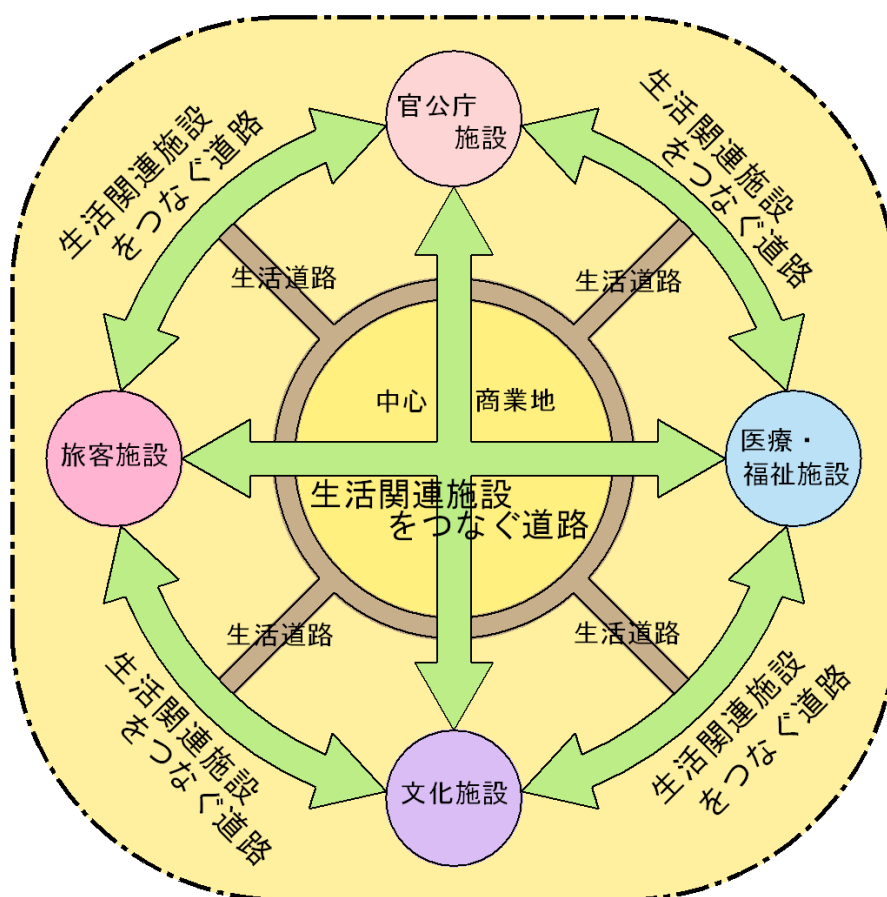 官公庁
施設
生活関連施設
をつなぐ道路
生活関連施設
をつなぐ道路
生活道路
生活道路
中心 商業地
旅客施設
医療・
福祉施設
生活関連施設
をつなぐ道路
生活道路
生活道路
生活関連施設
をつなぐ道路
生活関連施設
をつなぐ道路
文化施設